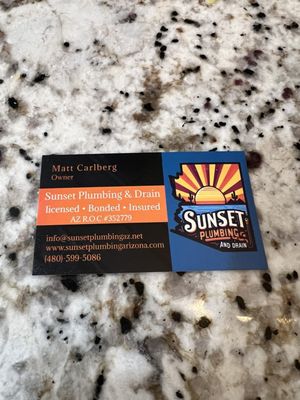 Matt Carlberg
Owner
Sunset Plumbing & Drain
licensed • Bonded • Insured
AZ R.O.C #352779
info@sunsetplumbingaz.net
www.sunsetplumbingarizona.com
(480)-599-5086
SUNSET
PLUMBING
AND DRAIN